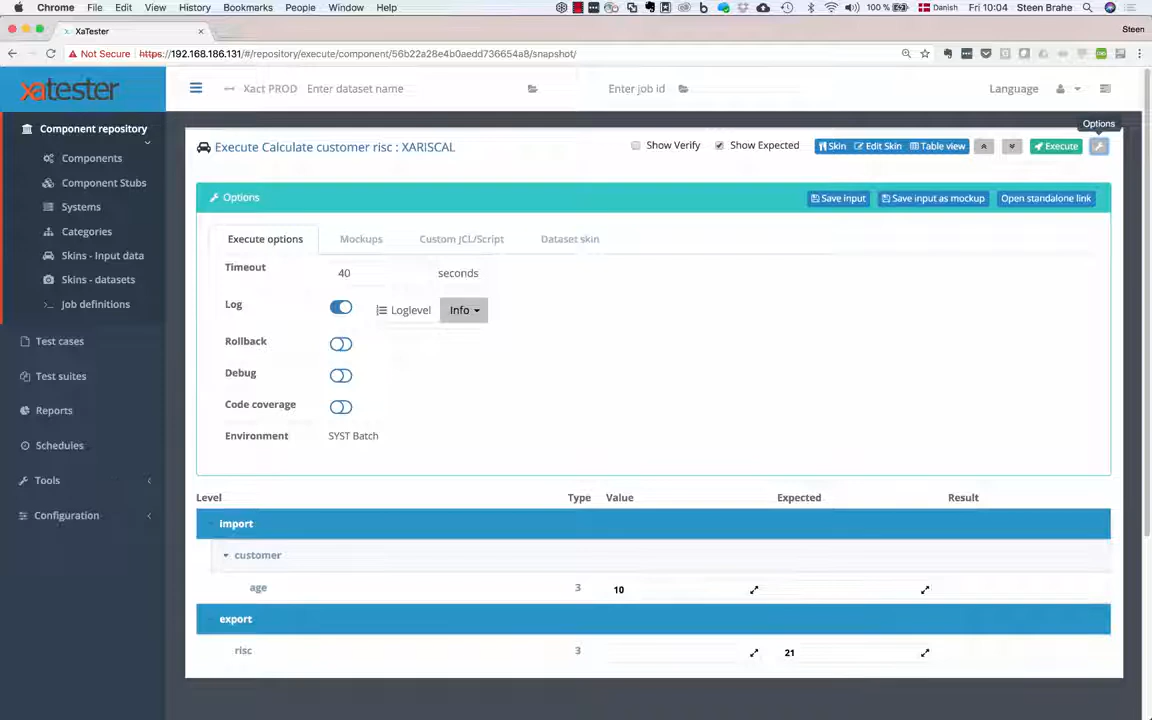 Chrome File Edit View History Bookmarks People Window Help 100 % Danish Fri 10:04 Steen Brahe
XaTester Steen
Not Secure https://192.168.186.131/#/repository/execute/component/56b22a28e4b0aedd736654a8/snapshot/
xatester Xact PROD Enter dataset name Enter job id Language
Options
Component repository
Components
Component Stubs
Systems
Categories
Skins - Input data
Skins - datasets
Job definitions
Test cases
Test suites
Reports
Schedules
Tools
Configuration
Execute Calculate customer risc : XARISCAL Show Verify Show Expected Skin Edit Skin Table view Execute
Options Save input Save input as mockup Open standalone link
Execute options Mockups Custom JCL/Script Dataset skin
Timeout 40 seconds
Log Loglevel Info
Rollback
Debug
Code coverage
Environment SYST Batch
Level Type Value Expected Result
import
customer
age 3 10
export
risc 3 21